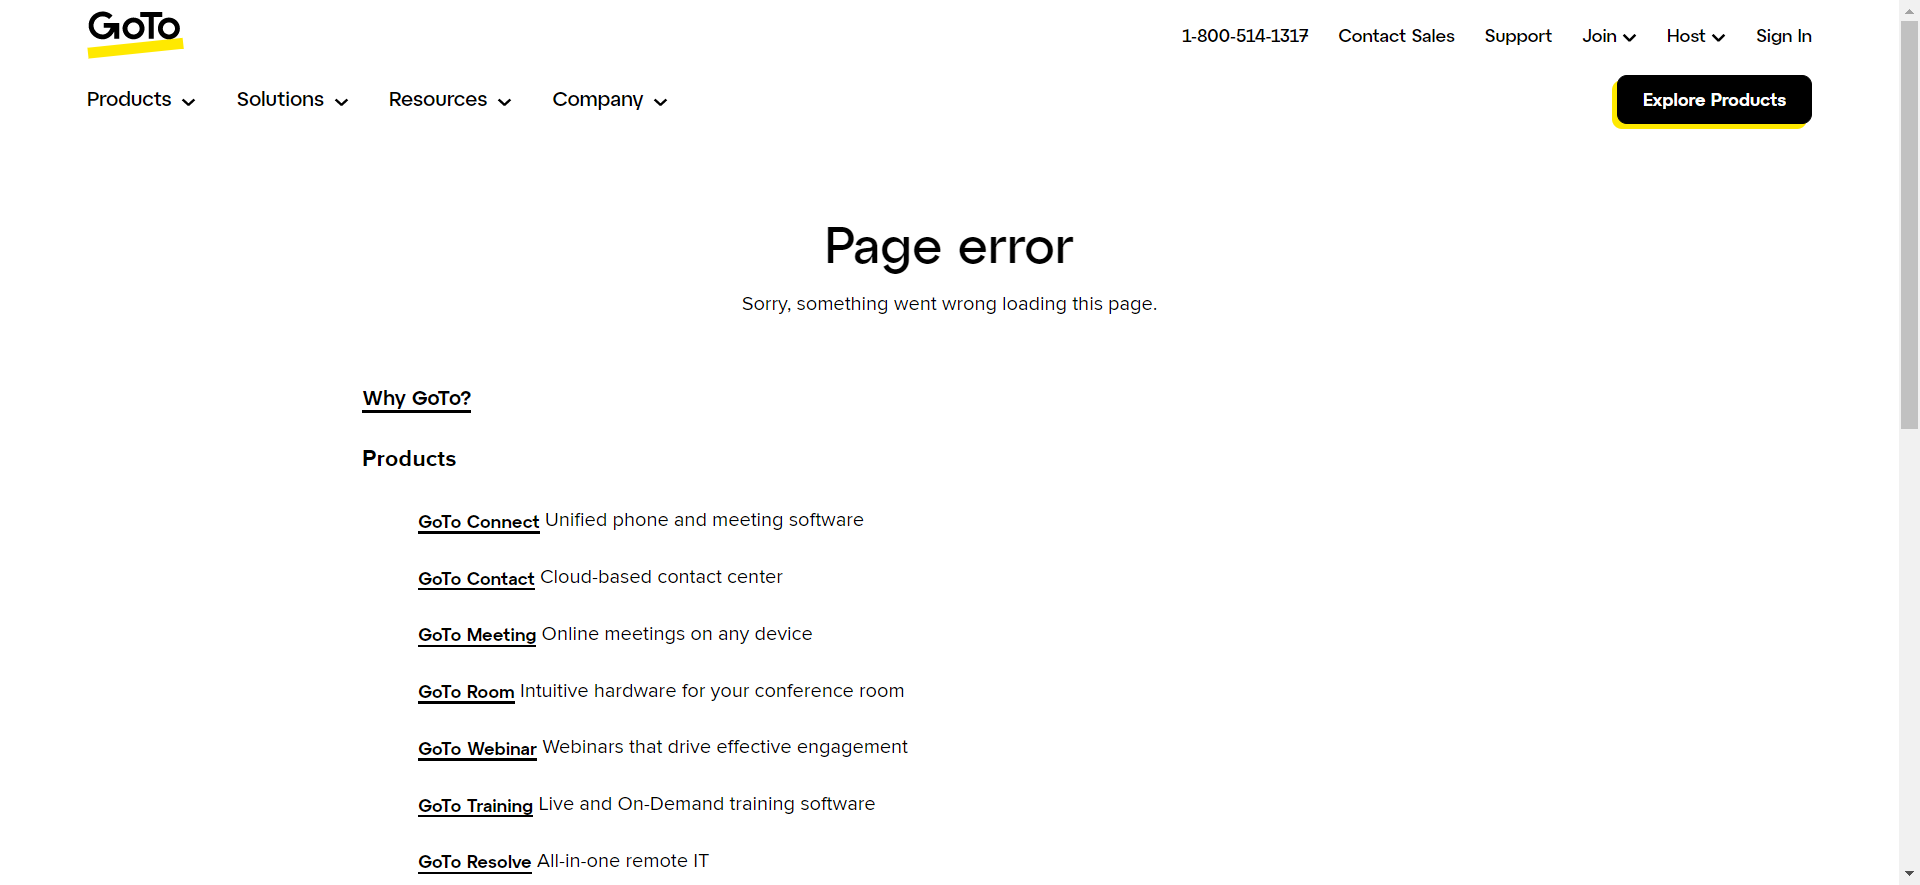 GoTo
1-800-514-1317 Contact Sales Support Join Host Sign In
Products Solutions Resources Company Explore Products
Page error
Sorry, something went wrong loading this page.
Why GoTo?
Products
GoTo Connect Unified phone and meeting software
GoTo Contact Cloud-based contact center
GoTo Meeting Online meetings on any device
GoTo Room Intuitive hardware for your conference room
GoTo Webinar Webinars that drive effective engagement
GoTo Training Live and On-Demand training software
GoTo Resolve All-in-one remote IT